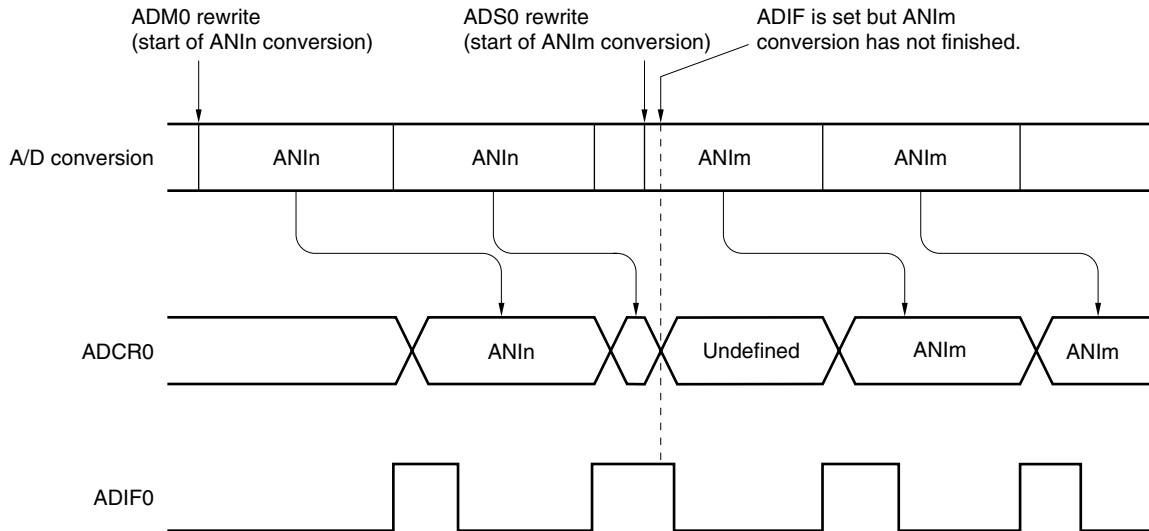 ADM0 rewrite
(start of ANIn conversion)
ADS0 rewrite
(start of ANIm conversion)
ADIF is set but ANIm
conversion has not finished.
A/D conversion
ANIn
ANIn
ANIm
ANIm
ADCR0
ANIn
Undefined
ANIm
ANIm
ADIF0